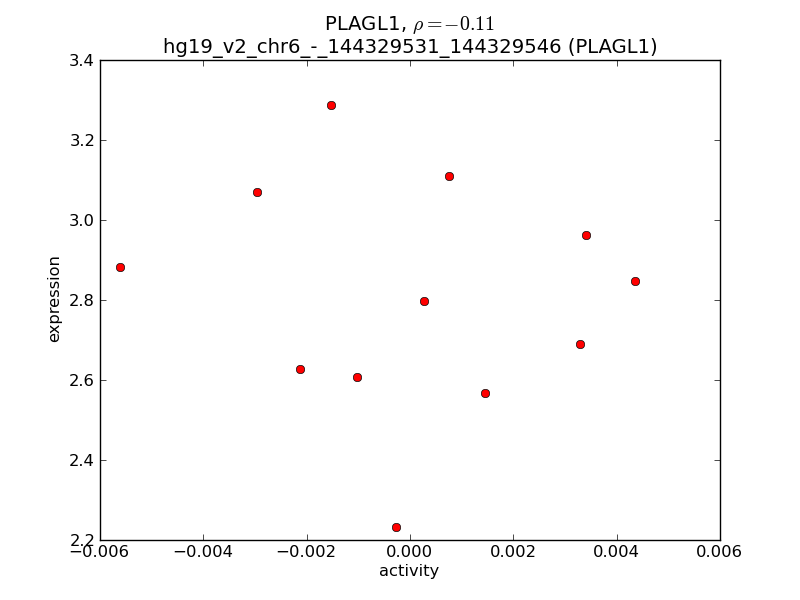 PLAGL1, ρ = −0.11
hg19_v2_chr6_-_144329531_144329546 (PLAGL1)
3.4
3.2
3.0
2.8
2.6
2.4
2.2
expression
−0.006 −0.004 −0.002 0.000 0.002 0.004 0.006
activity